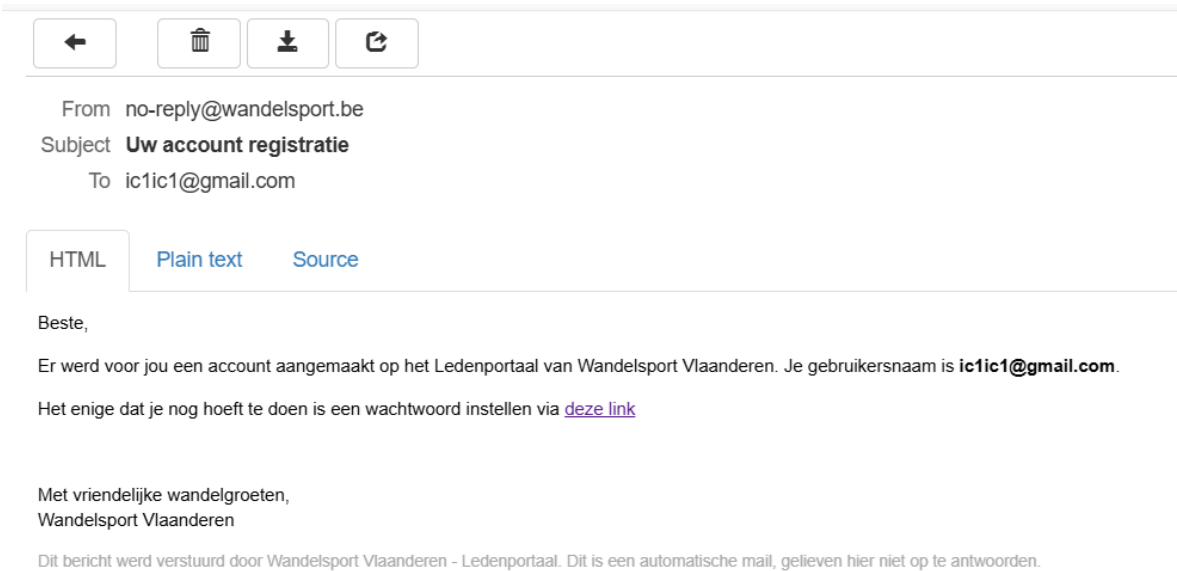 From no-reply@wandelsport.be
Subject Uw account registratie
To ic1ic1@gmail.com
HTML Plain text Source
Beste,
Er werd voor jou een account aangemaakt op het Ledenportaal van Wandelsport Vlaanderen. Je gebruikersnaam is ic1ic1@gmail.com.
Het enige dat je nog hoeft te doen is een wachtwoord instellen via deze link
Met vriendelijke wandelgroeten,
Wandelsport Vlaanderen
Dit bericht werd verstuurd door Wandelsport Vlaanderen - Ledenportaal. Dit is een automatische mail, gelieven hier niet op te antwoorden.